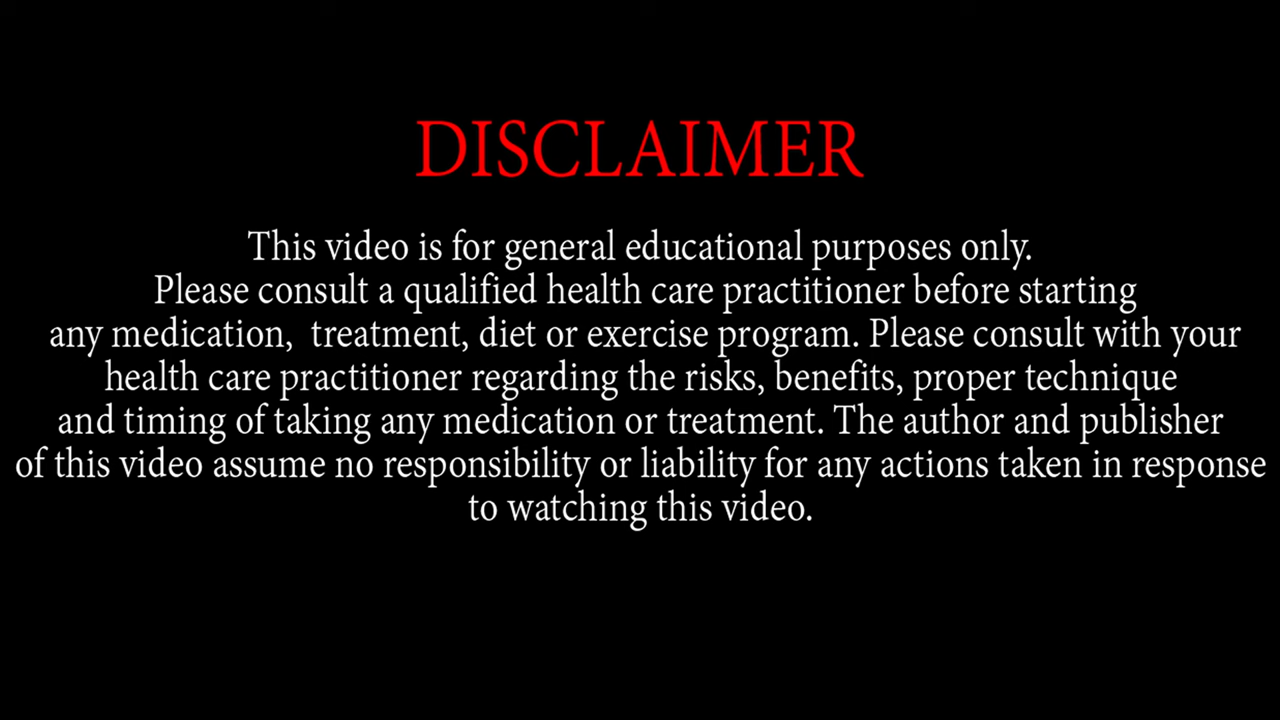 DISCLAIMER
This video is for general educational purposes only.
Please consult a qualified health care practitioner before starting
any medication,  treatment, diet or exercise program. Please consult with your
health care practitioner regarding the risks, benefits, proper technique
and timing of taking any medication or treatment. The author and publisher
of this video assume no responsibility or liability for any actions taken in response
to watching this video.